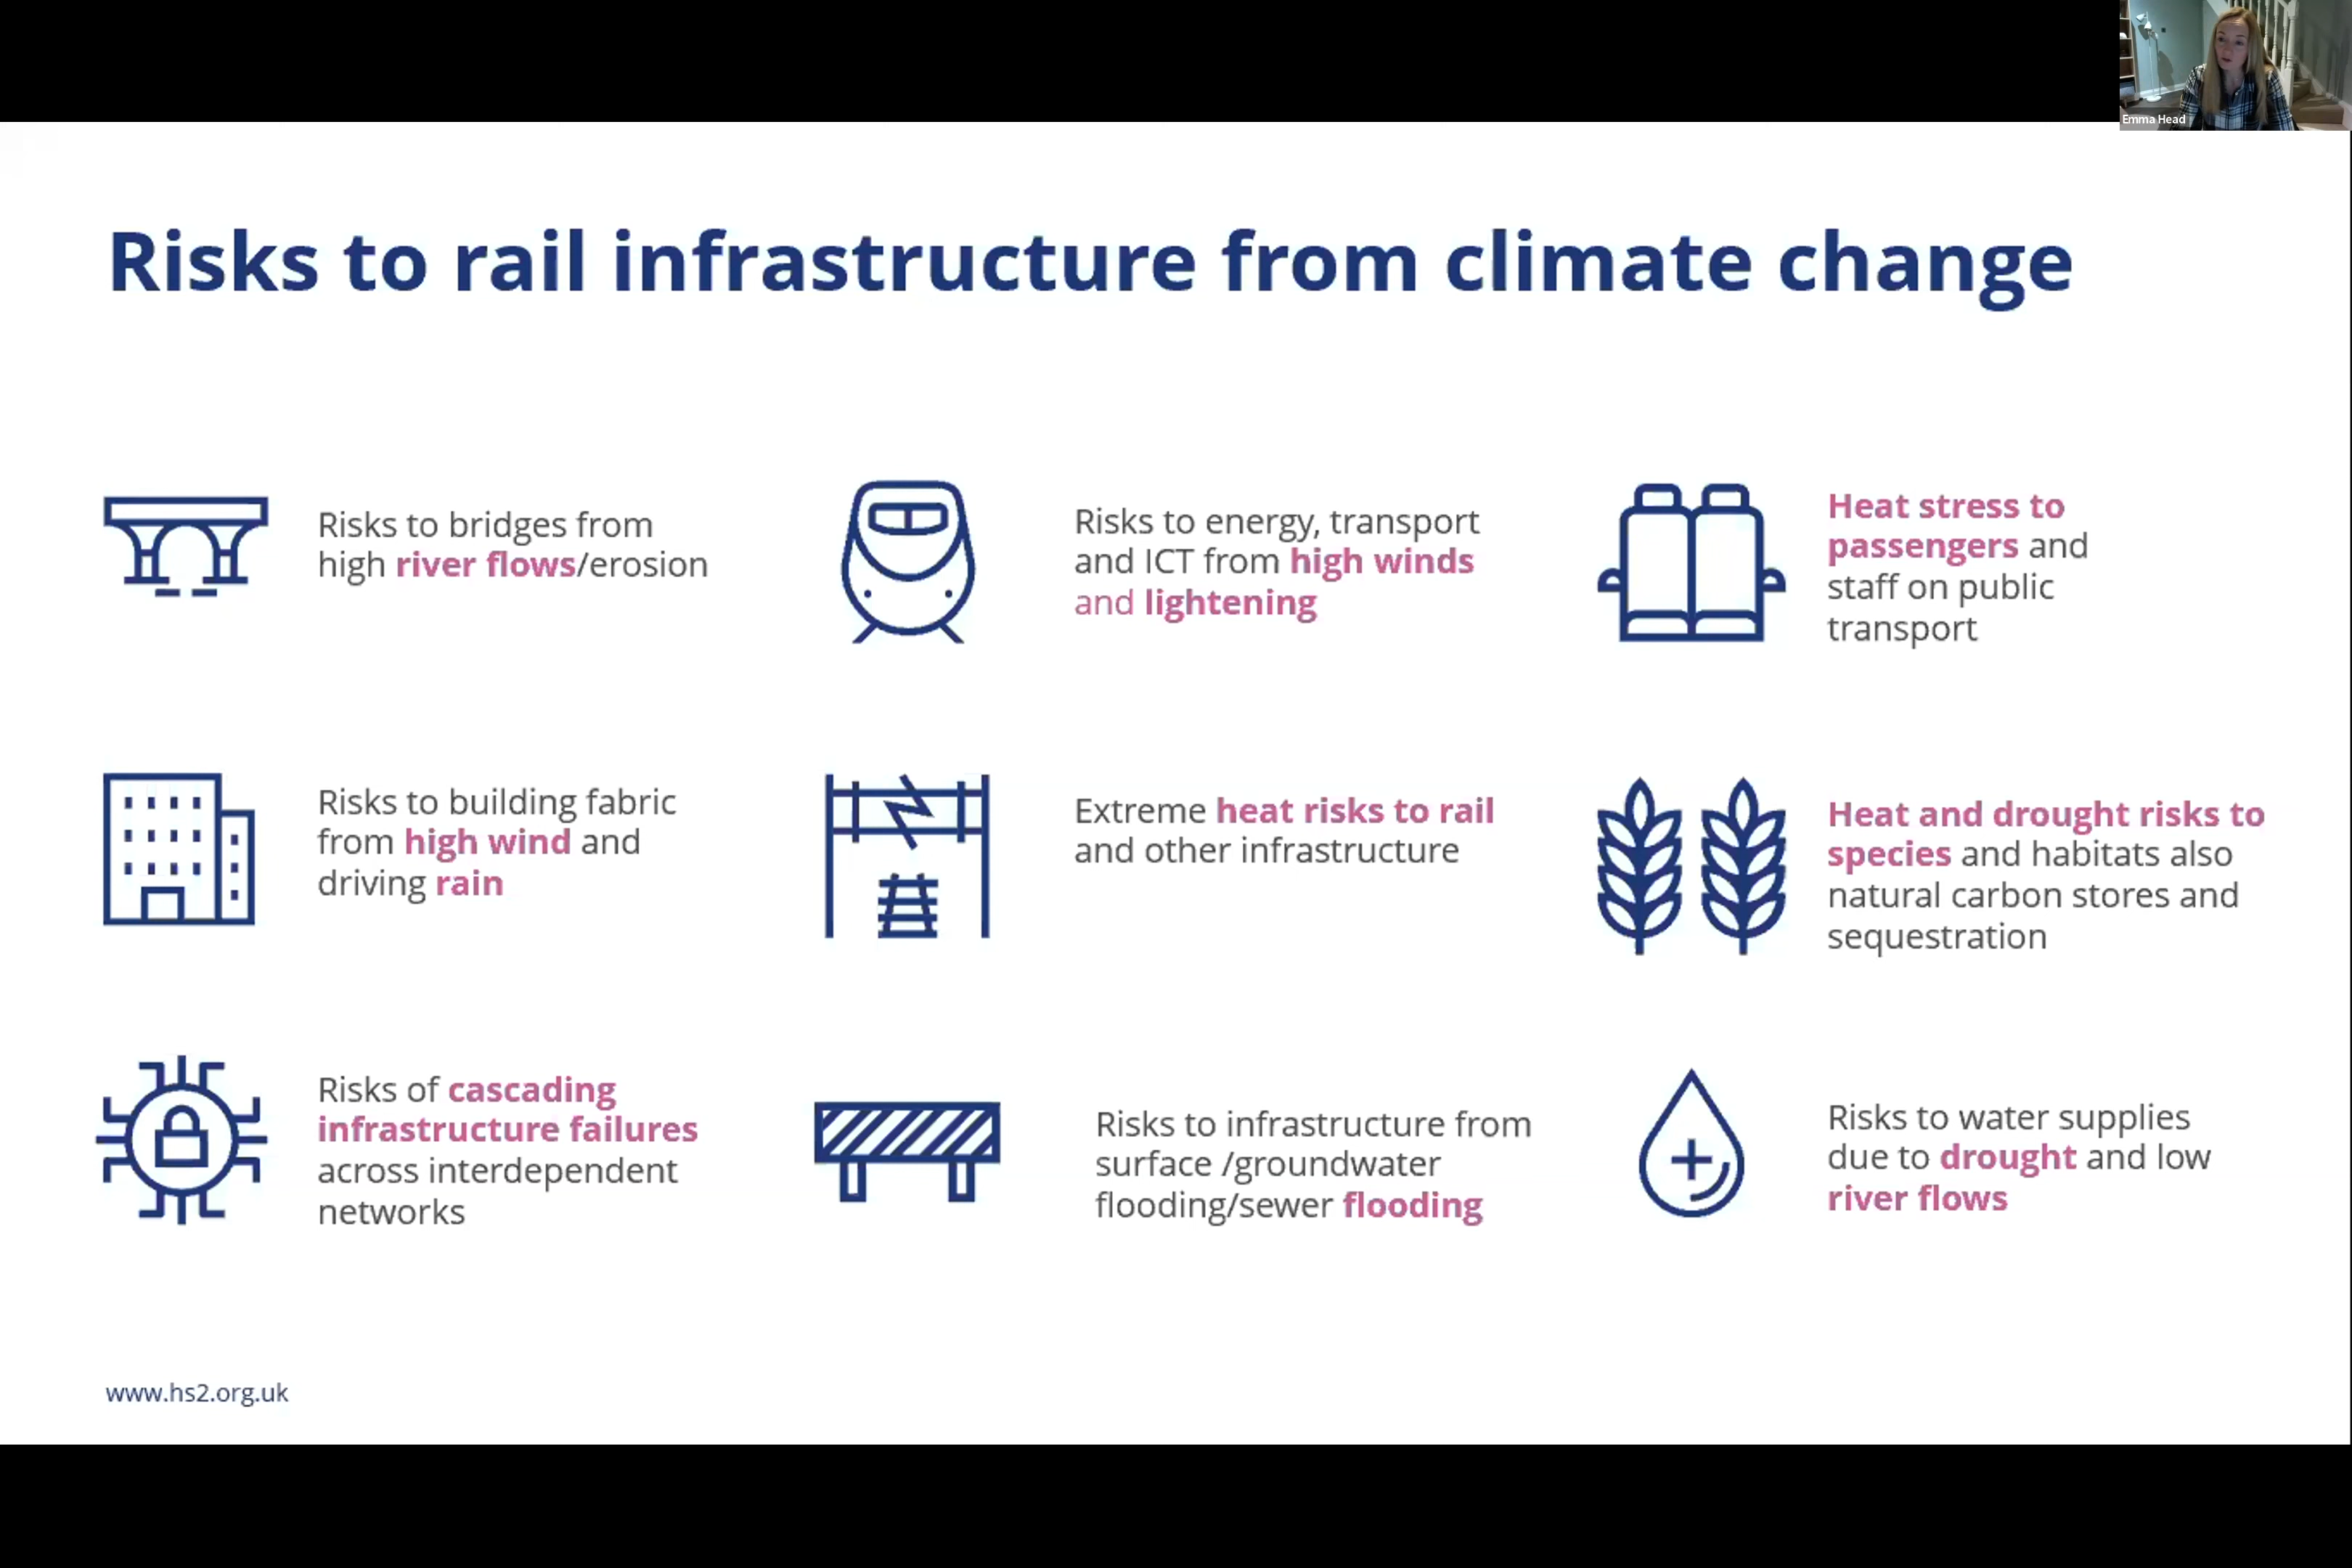 Emma Head
Risks to rail infrastructure from climate change
Risks to bridges from
high river flows/erosion
Risks to energy, transport
and ICT from high winds
and lightening
Heat stress to
passengers and
staff on public
transport
Risks to building fabric
from high wind and
driving rain
Extreme heat risks to rail
and other infrastructure
Heat and drought risks to
species and habitats also
natural carbon stores and
sequestration
Risks of cascading
infrastructure failures
across interdependent
networks
Risks to infrastructure from
surface /groundwater
flooding/sewer flooding
Risks to water supplies
due to drought and low
river flows
www.hs2.org.uk